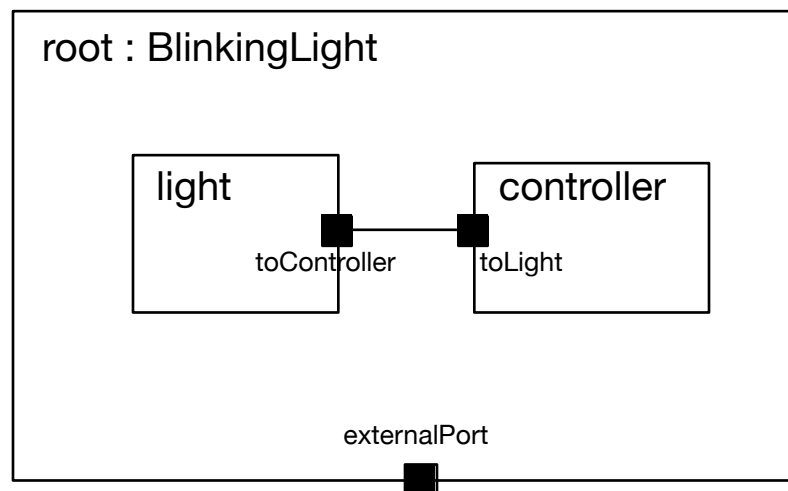 root : BlinkingLight
light
controller
toController
toLight
externalPort